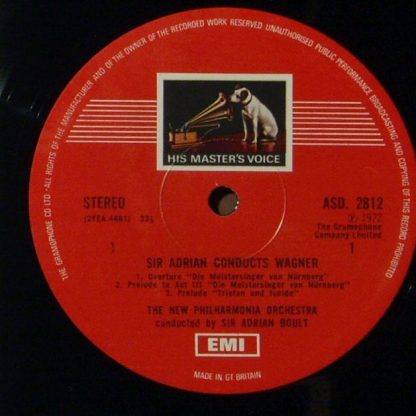 THE GRAMOPHONE CO LTD · ALL RIGHTS OF THE MANUFACTURER AND OF THE OWNER OF THE RECORDED WORK RESERVED UNAUTHORISED PUBLIC PERFORMANCE BROADCASTING AND COPYING OF THIS RECORD PROHIBITED
HIS MASTER'S VOICE
STEREO
ASD. 2812
(2YEA.4461) 33⅓
℗ 1972
The Gramophone
Company Limited
1
1
SIR ADRIAN CONDUCTS WAGNER
1. Overture "Die Meistersinger von Nürnberg"
2. Prelude to Act III "Die Meistersinger von Nürnberg"
3. Prelude "Tristan und Isolde"
THE NEW PHILHARMONIA ORCHESTRA
conducted by SIR ADRIAN BOULT
EMI
MADE IN GT BRITAIN